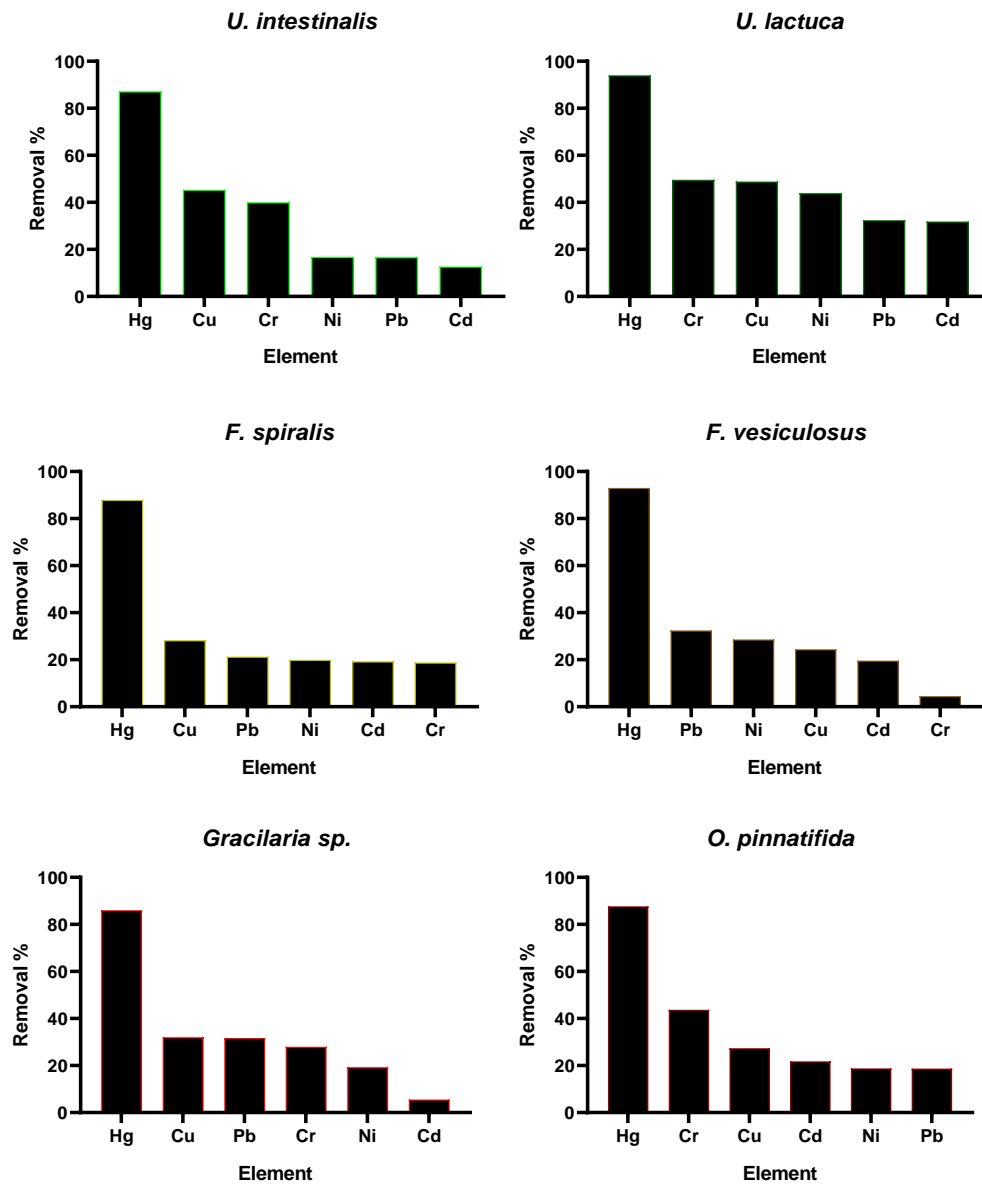 U. intestinalis
Removal %
100
80
60
40
20
0
Hg Cu Cr Ni Pb Cd
Element
U. lactuca
Removal %
100
80
60
40
20
0
Hg Cr Cu Ni Pb Cd
Element
F. spiralis
Removal %
100
80
60
40
20
0
Hg Cu Pb Ni Cd Cr
Element
F. vesiculosus
Removal %
100
80
60
40
20
0
Hg Pb Ni Cu Cd Cr
Element
Gracilaria sp.
Removal %
100
80
60
40
20
0
Hg Cu Pb Cr Ni Cd
Element
O. pinnatifida
Removal %
100
80
60
40
20
0
Hg Cr Cu Cd Ni Pb
Element